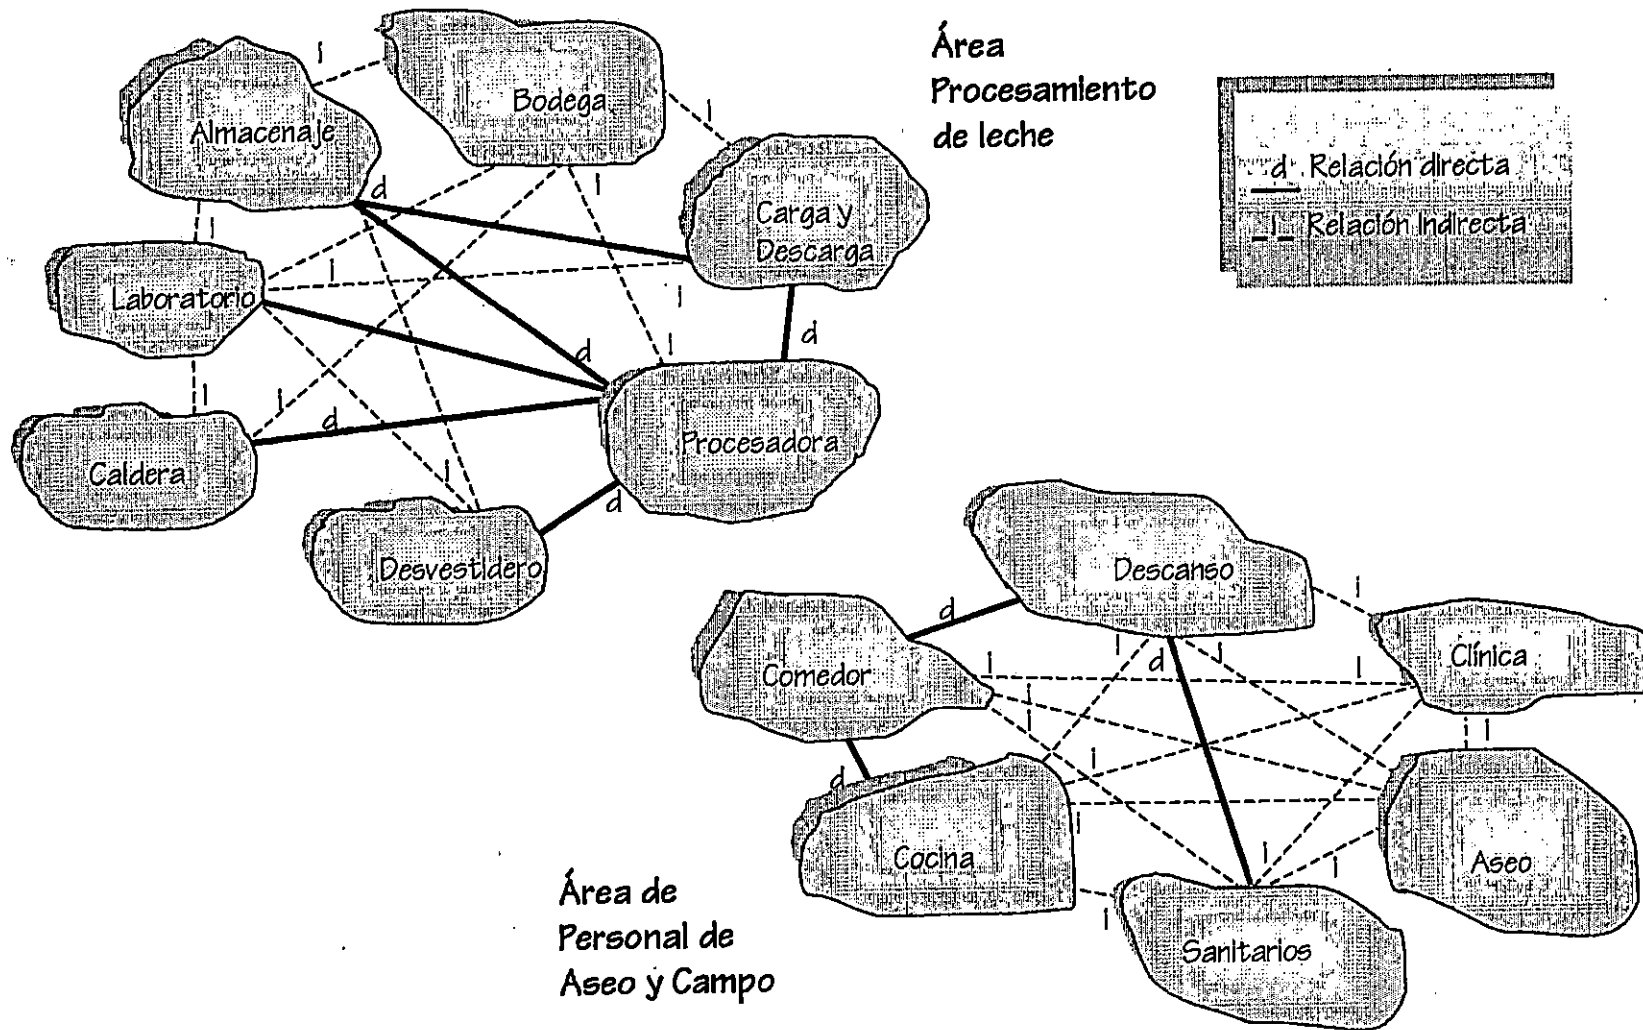 Área
Procesamiento
de leche
d Relación directa
i Relación Indirecta
Almacenaje
Bodega
Carga y
Descarga
Laboratorio
Caldera
Procesadora
Desvestidero
i
i
d
i
i
i
i
i
d
d
i
i
d
i
d
Descanso
Comedor
Clínica
Cocina
Aseo
Sanitarios
d
i
i
d
i
i
i
i
i
i
d
i
i
i
i
Área de
Personal de
Aseo y Campo